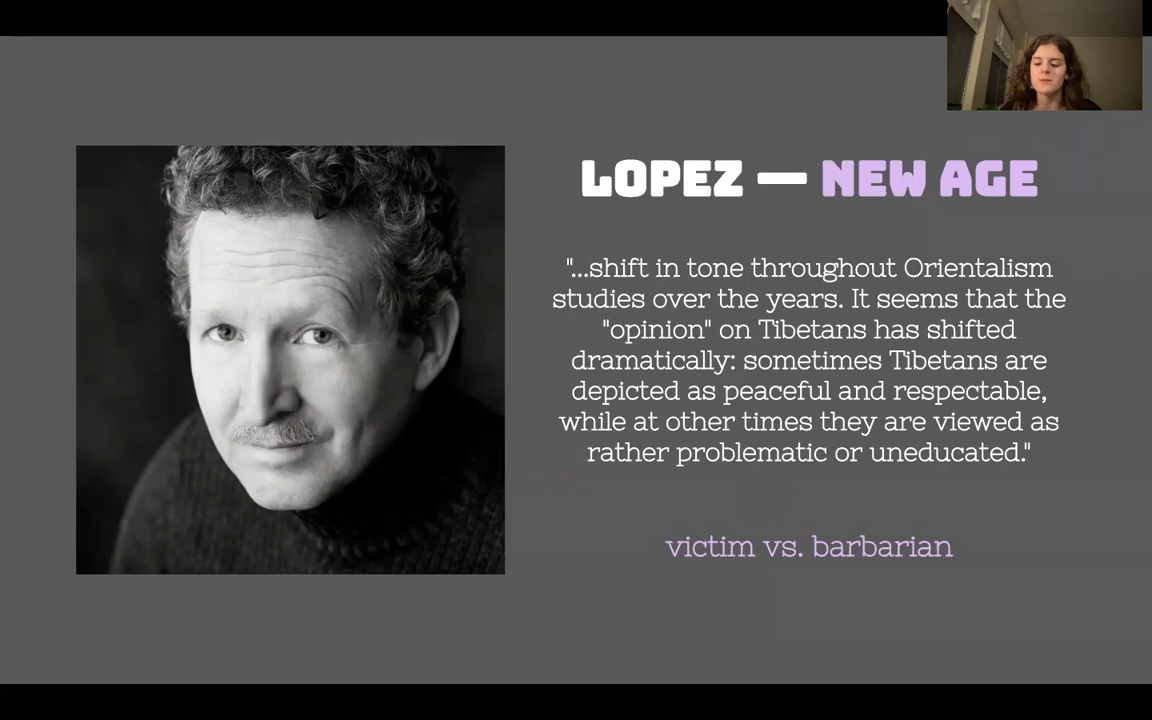 LOPEZ — NEW AGE
"...shift in tone throughout Orientalism
studies over the years. It seems that the
"opinion" on Tibetans has shifted
dramatically: sometimes Tibetans are
depicted as peaceful and respectable,
while at other times they are viewed as
rather problematic or uneducated."
victim vs. barbarian